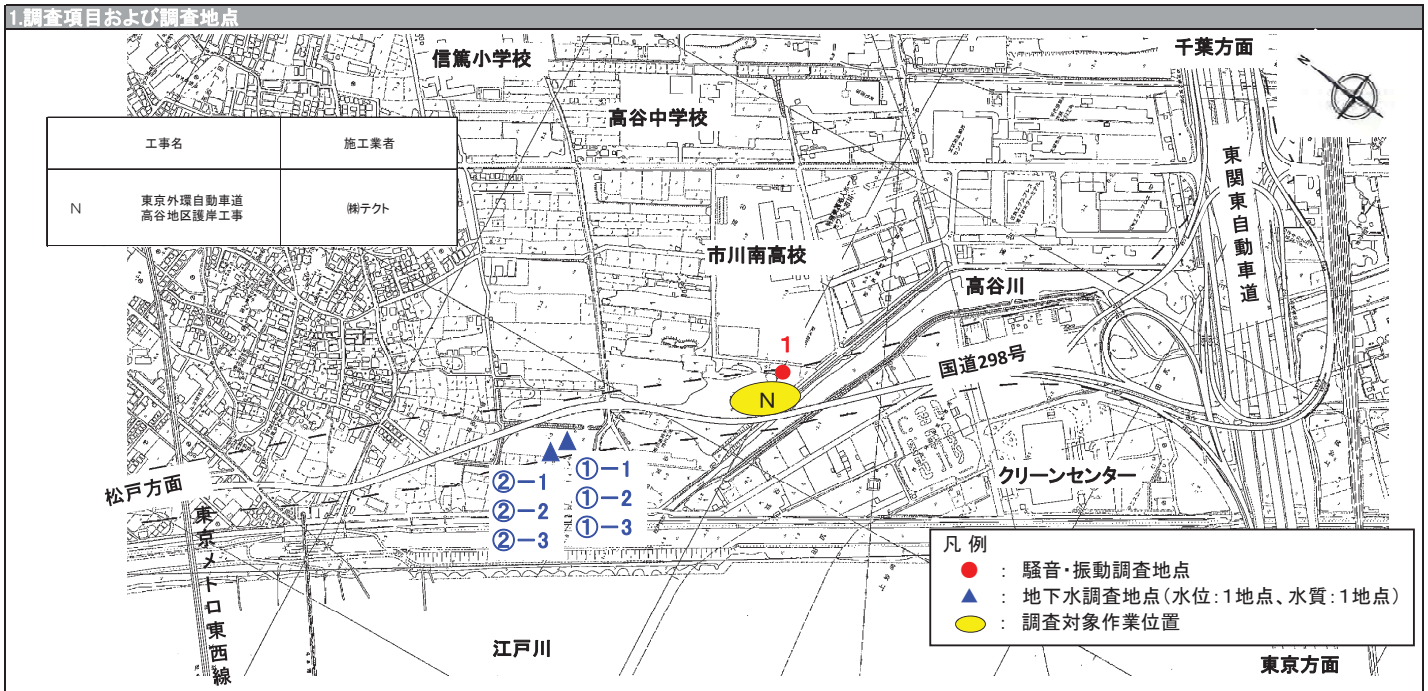 1.調査項目および調査地点
信篤小学校
千葉方面
N
高谷中学校
工事名
施工業者
N
東京外環自動車道
高谷地区護岸工事
㈱テクト
東関東自動車道
市川南高校
高谷川
1
国道298号
N
①-1
①-2
①-3
②-1
②-2
②-3
クリーンセンター
松戸方面
東京メトロ東西線
凡 例
: 騒音・振動調査地点
: 地下水調査地点(水位:1地点、水質:1地点)
: 調査対象作業位置
江戸川
東京方面